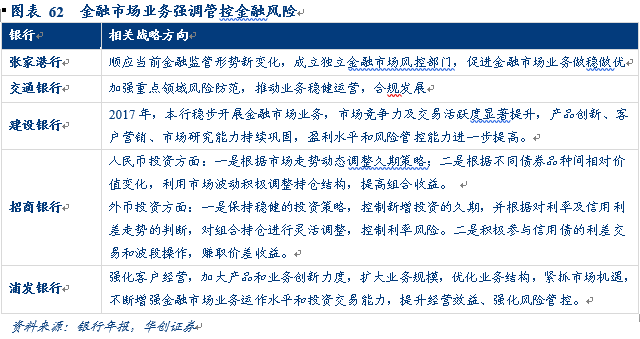 图表 62 金融市场业务强调管控金融风险
银行 相关战略方向
张家港行 顺应当前金融监管形势新变化，成立独立金融市场风控部门，促进金融市场业务做稳做优
交通银行 加强重点领域风险防范，推动业务稳健运营，合规发展
建设银行 2017年，本行稳步开展金融市场业务，市场竞争力及交易活跃度显著提升，产品创新、客
户营销、市场研究能力持续巩固，盈利水平和风险管控能力进一步提高。
招商银行 人民币投资方面：一是根据市场走势动态调整久期策略；二是根据不同债券品种间相对价
值变化，利用市场波动积极调整持仓结构，提高组合收益。
外币投资方面：一是保持稳健的投资策略，控制新增投资的久期，并根据对利率及信用利
差走势的判断，对组合持仓进行灵活调整，控制利率风险。二是积极参与信用债的利差交
易和波段操作，赚取价差收益。
浦发银行 强化客户经营，加大产品和业务创新力度，扩大业务规模，优化业务结构，紧抓市场机遇，
不断增强金融市场业务运作水平和投资交易能力，提升经营效益、强化风险管控。
资料来源：银行年报，华创证券